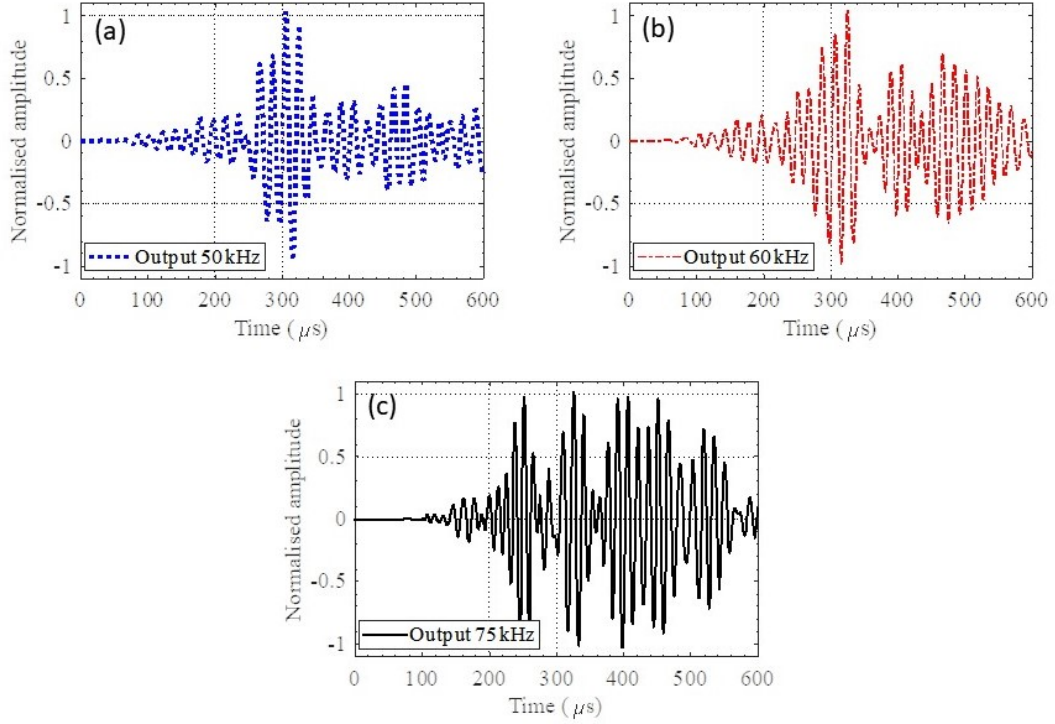 (a)
Normalised amplitude
1
0.5
0
-0.5
-1
Output 50 kHz
0 100 200 300 400 500 600
Time ( μs)
(b)
Normalised amplitude
1
0.5
0
-0.5
-1
Output 60 kHz
0 100 200 300 400 500 600
Time ( μs)
(c)
Normalised amplitude
1
0.5
0
-0.5
-1
Output 75 kHz
0 100 200 300 400 500 600
Time ( μs)